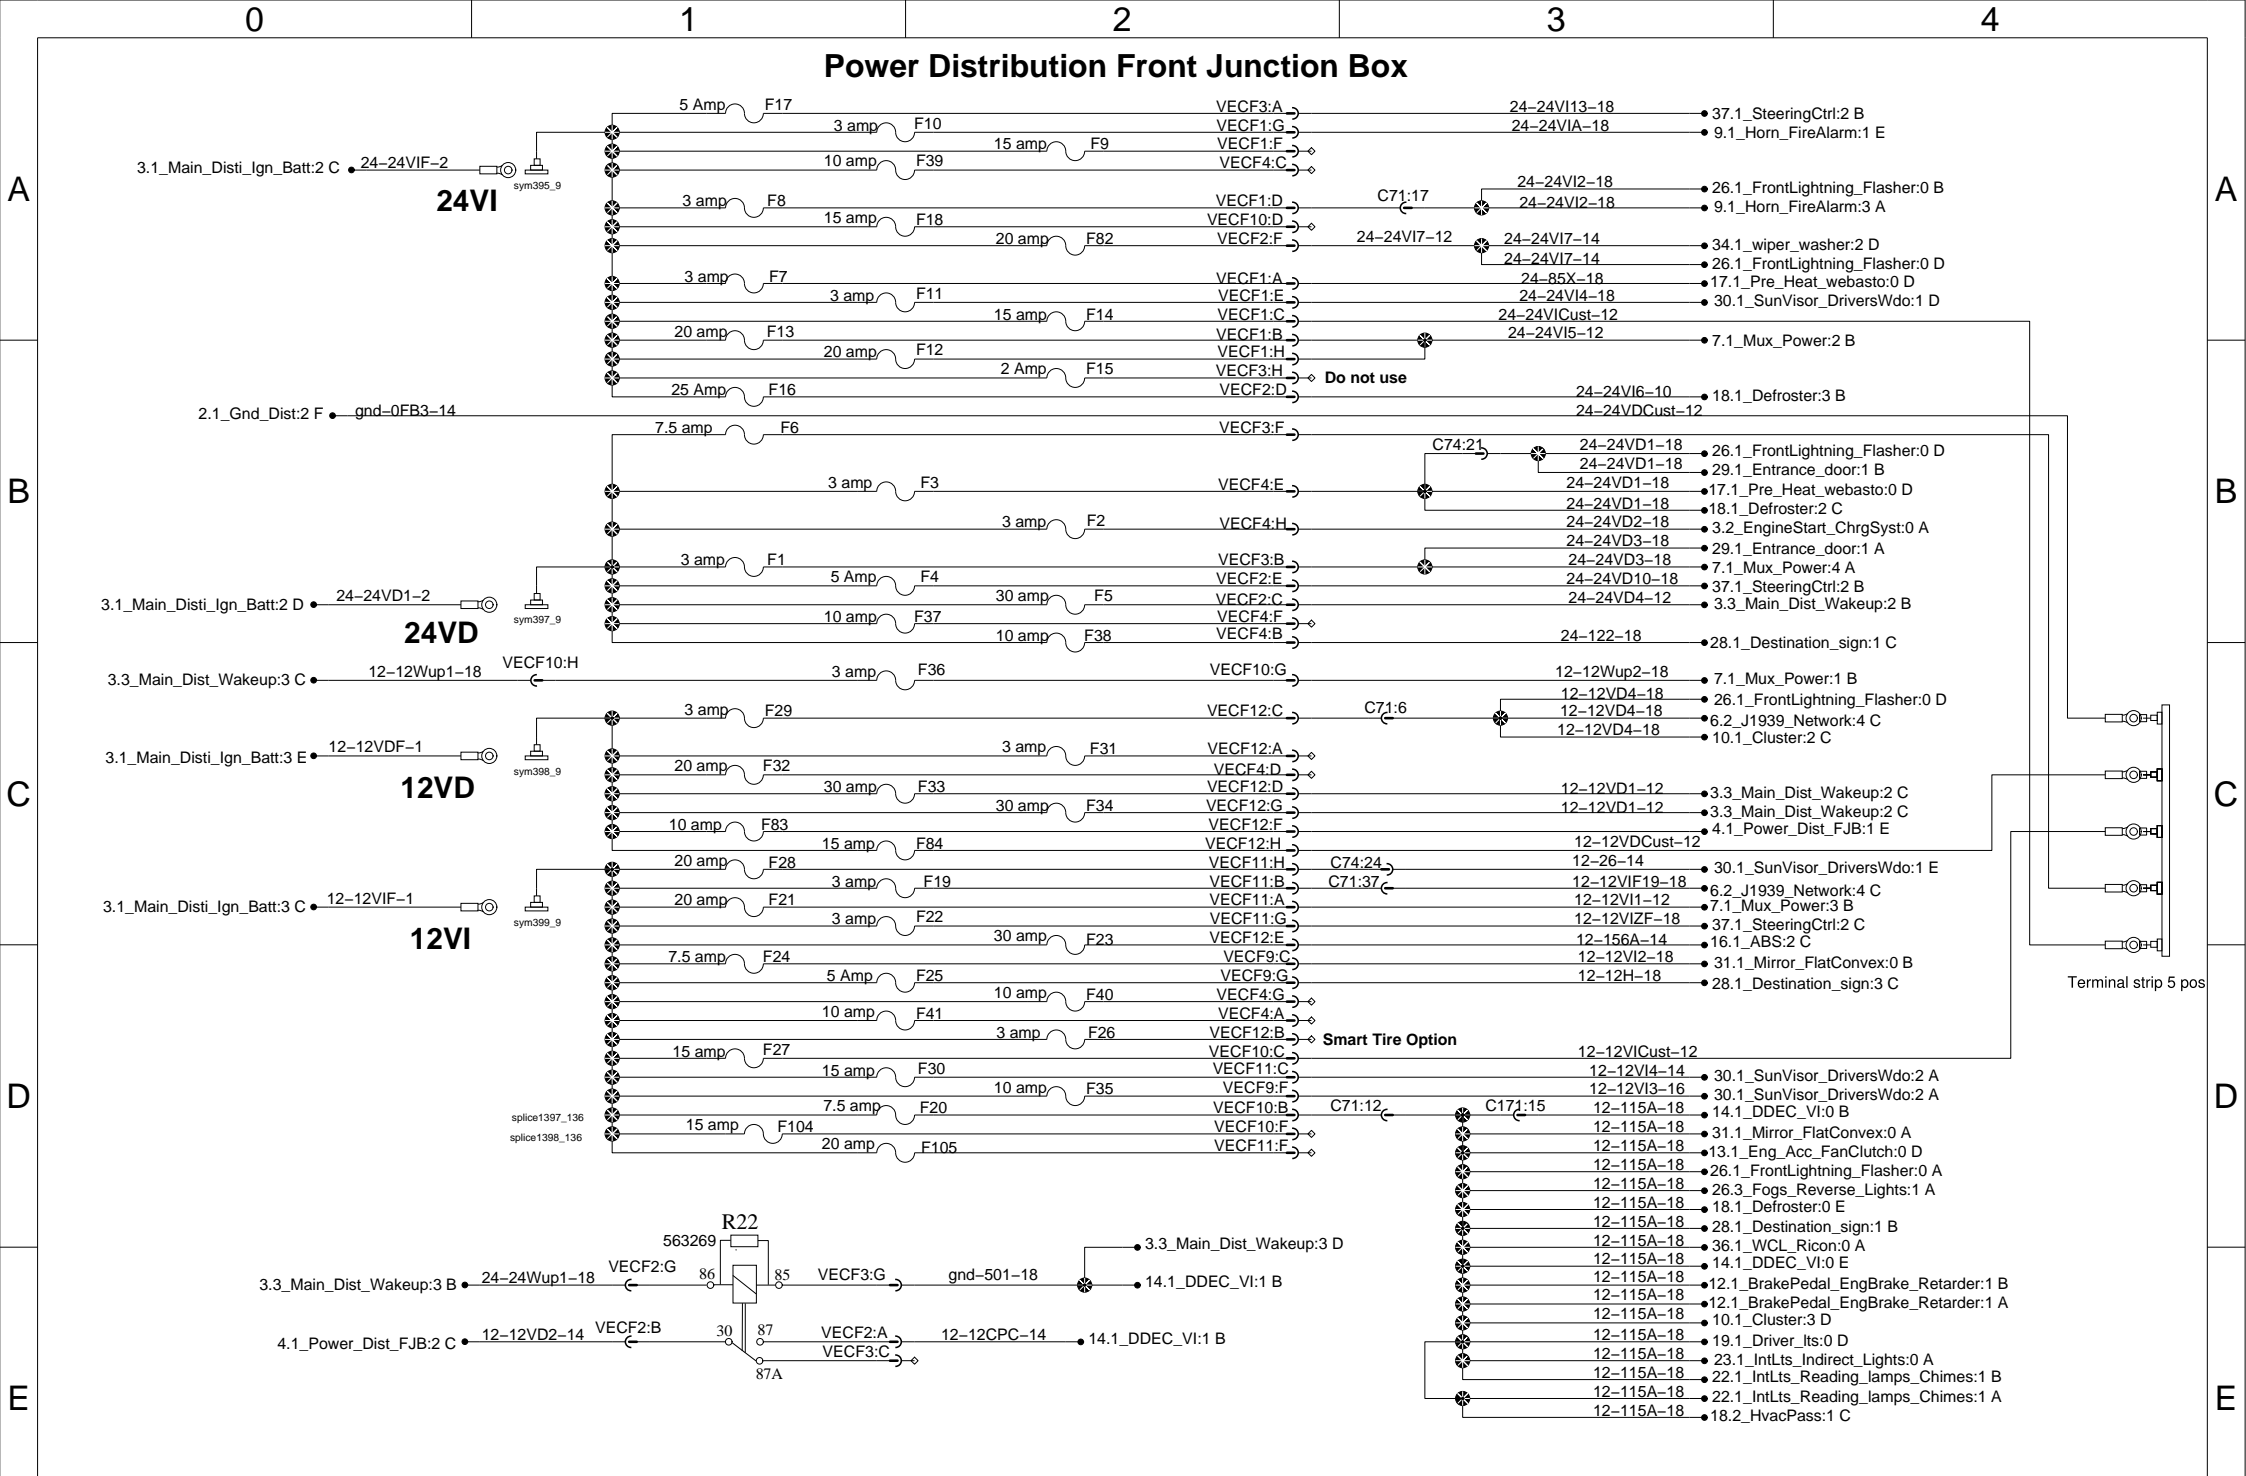 0 1 2 3 4
Power Distribution Front Junction Box
5 Amp F17 VECF3:A 24-24VI13-18 37.1_SteeringCtrl:2 B
3 amp F10 VECF1:G 24-24VIA-18 9.1_Horn_FireAlarm:1 E
15 amp F9 VECF1:F
3.1_Main_Disti_Ign_Batt:2 C 24-24VIF-2 10 amp F39 VECF4:C
sym395_9
A 24VI A
24-24VI2-18 26.1_FrontLightning_Flasher:0 B
3 amp F8 VECF1:D C71:17 24-24VI2-18 9.1_Horn_FireAlarm:3 A
15 amp F18 VECF10:D
20 amp F82 VECF2:F 24-24VI7-12 24-24VI7-14 34.1_wiper_washer:2 D
24-24VI7-14 26.1_FrontLightning_Flasher:0 D
3 amp F7 VECF1:A 24-85X-18 17.1_Pre_Heat_webasto:0 D
3 amp F11 VECF1:E 24-24VI4-18 30.1_SunVisor_DriversWdo:1 D
15 amp F14 VECF1:C 24-24VICust-12
20 amp F13 VECF1:B 24-24VI5-12 7.1_Mux_Power:2 B
20 amp F12 VECF1:H
2 Amp F15 VECF3:H Do not use
25 Amp F16 VECF2:D 24-24VI6-10 18.1_Defroster:3 B
2.1_Gnd_Dist:2 F gnd-0FB3-14 24-24VDCust-12
7.5 amp F6 VECF3:F
C74:21 24-24VD1-18 26.1_FrontLightning_Flasher:0 D
24-24VD1-18 29.1_Entrance_door:1 B
B 3 amp F3 VECF4:E 24-24VD1-18 17.1_Pre_Heat_webasto:0 D B
24-24VD1-18 18.1_Defroster:2 C
3 amp F2 VECF4:H 24-24VD2-18 3.2_EngineStart_ChrgSyst:0 A
24-24VD3-18 29.1_Entrance_door:1 A
3 amp F1 VECF3:B 24-24VD3-18 7.1_Mux_Power:4 A
5 Amp F4 VECF2:E 24-24VD10-18 37.1_SteeringCtrl:2 B
3.1_Main_Disti_Ign_Batt:2 D 24-24VD1-2 30 amp F5 VECF2:C 24-24VD4-12 3.3_Main_Dist_Wakeup:2 B
sym397_9 10 amp F37 VECF4:F
24VD 10 amp F38 VECF4:B 24-122-18 28.1_Destination_sign:1 C
3.3_Main_Dist_Wakeup:3 C 12-12Wup1-18 VECF10:H 3 amp F36 VECF10:G 12-12Wup2-18 7.1_Mux_Power:1 B
12-12VD4-18 26.1_FrontLightning_Flasher:0 D
3 amp F29 VECF12:C C71:6 12-12VD4-18 6.2_J1939_Network:4 C
12-12VD4-18 10.1_Cluster:2 C
3.1_Main_Disti_Ign_Batt:3 E 12-12VDF-1 3 amp F31 VECF12:A
sym398_9 20 amp F32 VECF4:D
C 12VD 30 amp F33 VECF12:D 12-12VD1-12 3.3_Main_Dist_Wakeup:2 C C
30 amp F34 VECF12:G 12-12VD1-12 3.3_Main_Dist_Wakeup:2 C
10 amp F83 VECF12:F 4.1_Power_Dist_FJB:1 E
15 amp F84 VECF12:H 12-12VDCust-12
20 amp F28 VECF11:H C74:24 12-26-14 30.1_SunVisor_DriversWdo:1 E
3 amp F19 VECF11:B C71:37 12-12VIF19-18 6.2_J1939_Network:4 C
3.1_Main_Disti_Ign_Batt:3 C 12-12VIF-1 20 amp F21 VECF11:A 12-12VI1-12 7.1_Mux_Power:3 B
sym399_9 3 amp F22 VECF11:G 12-12VIZF-18 37.1_SteeringCtrl:2 C
12VI 30 amp F23 VECF12:E 12-156A-14 16.1_ABS:2 C
7.5 amp F24 VECF9:C 12-12VI2-18 31.1_Mirror_FlatConvex:0 B
5 Amp F25 VECF9:G 12-12H-18 28.1_Destination_sign:3 C Terminal strip 5 pos
10 amp F40 VECF4:G
10 amp F41 VECF4:A
3 amp F26 VECF12:B Smart Tire Option
15 amp F27 VECF10:C 12-12VICust-12
15 amp F30 VECF11:C 12-12VI4-14 30.1_SunVisor_DriversWdo:2 A
D 10 amp F35 VECF9:F 12-12VI3-16 30.1_SunVisor_DriversWdo:2 A D
splice1397_136 7.5 amp F20 VECF10:B C71:12 C171:15 12-115A-18 14.1_DDEC_VI:0 B
splice1398_136 15 amp F104 VECF10:F 12-115A-18 31.1_Mirror_FlatConvex:0 A
20 amp F105 VECF11:F 12-115A-18 13.1_Eng_Acc_FanClutch:0 D
12-115A-18 26.1_FrontLightning_Flasher:0 A
12-115A-18 26.3_Fogs_Reverse_Lights:1 A
12-115A-18 18.1_Defroster:0 E
R22 12-115A-18 28.1_Destination_sign:1 B
563269 3.3_Main_Dist_Wakeup:3 D 12-115A-18 36.1_WCL_Ricon:0 A
12-115A-18 14.1_DDEC_VI:0 E
3.3_Main_Dist_Wakeup:3 B 24-24Wup1-18 VECF2:G 86 85 VECF3:G gnd-501-18 14.1_DDEC_VI:1 B 12-115A-18 12.1_BrakePedal_EngBrake_Retarder:1 B
12-115A-18 12.1_BrakePedal_EngBrake_Retarder:1 A
12-115A-18 10.1_Cluster:3 D
4.1_Power_Dist_FJB:2 C 12-12VD2-14 VECF2:B 30 87 VECF2:A 12-12CPC-14 14.1_DDEC_VI:1 B 12-115A-18 19.1_Driver_lts:0 D
VECF3:C 12-115A-18 23.1_IntLts_Indirect_Lights:0 A
87A 12-115A-18 22.1_IntLts_Reading_lamps_Chimes:1 B
E 12-115A-18 22.1_IntLts_Reading_lamps_Chimes:1 A E
12-115A-18 18.2_HvacPass:1 C